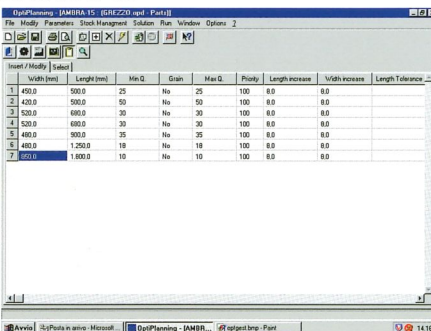 OptiPlanning - [AMBRA-15 : (GREZZO.opd - Parts)]
File Modify Parameters Stock Managment Solution Run Window Options ?
Insert / Modify Select
Width (mm) Lenght (mm) Min Q. Grain Max Q. Priority Length increase Width increase Length Tolerance
1 450,0 500,0 25 No 25 100 8,0 8,0
2 420,0 500,0 50 No 50 100 8,0 8,0
3 520,0 680,0 30 No 30 100 8,0 8,0
4 520,0 600,0 30 No 30 100 8,0 8,0
5 480,0 900,0 35 No 35 100 8,0 8,0
6 480,0 1.250,0 18 No 18 100 8,0 8,0
7 850,0 1.800,0 10 No 10 100 8,0 8,0
Avvio Posta in arrivo - Microsoft ... OptiPlanning - [AMBR... optgest.bmp - Paint 14.16